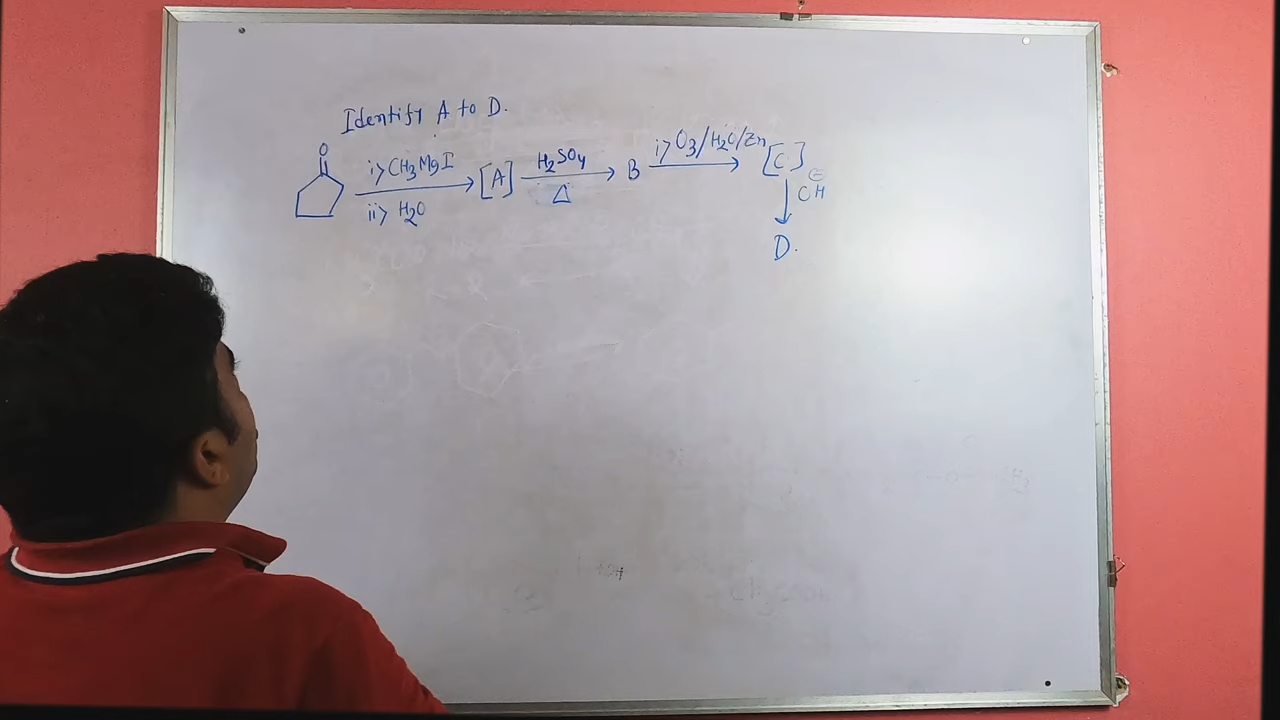 Identify A to D.
O
i> CH3MgI
ii> H2O
[A]
H2SO4
Δ
B
i> O3/H2O/Zn
[C]
⊖
OH
D.